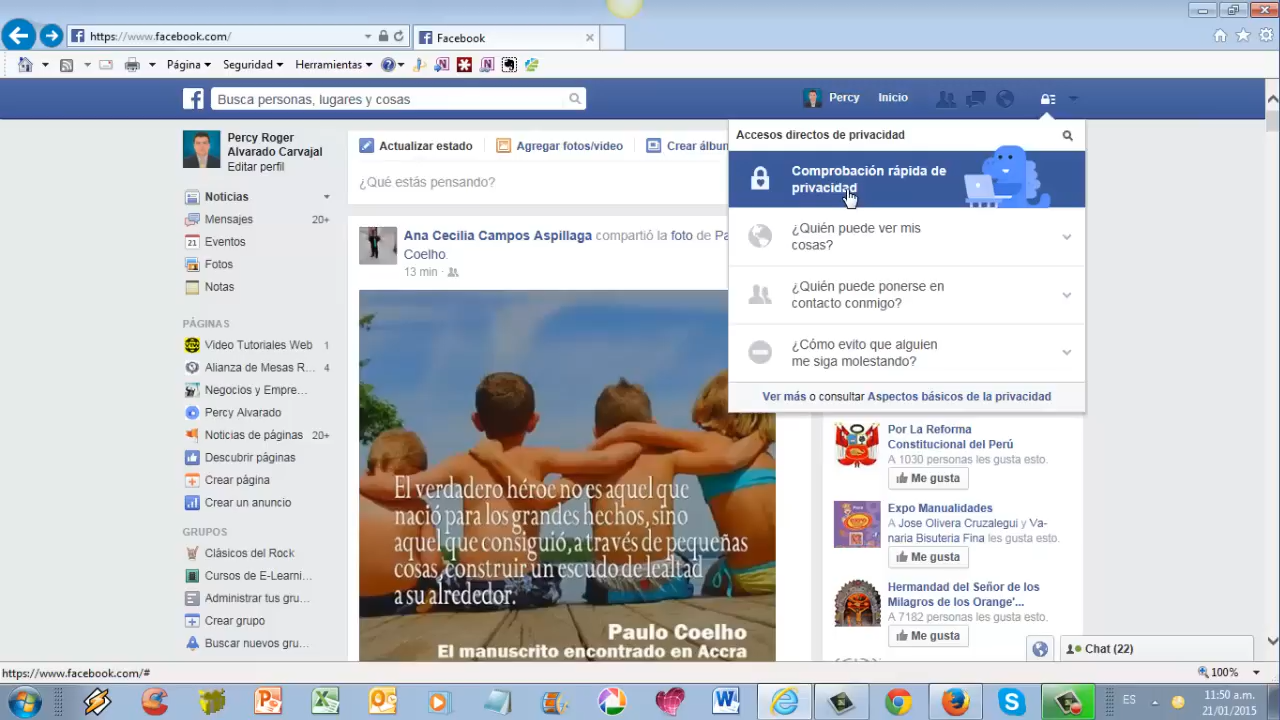 https://www.facebook.com/
Facebook
Página
Seguridad
Herramientas
Busca personas, lugares y cosas
Percy
Inicio
Percy Roger
Alvarado Carvajal
Editar perfil
Noticias
Mensajes 20+
Eventos
Fotos
Notas
PÁGINAS
Video Tutoriales Web 1
Alianza de Mesas R... 4
Negocios y Empre...
Percy Alvarado
Noticias de páginas 20+
Descubrir páginas
Crear página
Crear un anuncio
GRUPOS
Clásicos del Rock
Cursos de E-Learni...
Administrar tus gru...
Crear grupo
Buscar nuevos gru...
Actualizar estado
Agregar fotos/video
Crear álbun
¿Qué estás pensando?
Ana Cecilia Campos Aspillaga compartió la foto de Pa
Coelho
13 min
El verdadero héroe no es aquel que
nació para los grandes hechos, sino
aquel que consiguió, a través de pequeñas
cosas, construir un escudo de lealtad
a su alrededor.
Paulo Coelho
El manuscrito encontrado en Accra
Accesos directos de privacidad
Comprobación rápida de
privacidad
¿Quién puede ver mis
cosas?
¿Quién puede ponerse en
contacto conmigo?
¿Cómo evito que alguien
me siga molestando?
Ver más o consultar Aspectos básicos de la privacidad
Por La Reforma
Constitucional del Perú
A 1030 personas les gusta esto.
Me gusta
Expo Manualidades
A Jose Olivera Cruzalegui y Va-
naria Bisuteria Fina les gusta esto.
Me gusta
Hermandad del Señor de los
Milagros de los Orange'...
A 7182 personas les gusta esto.
Me gusta
Chat (22)
https://www.facebook.com/#
100%
ES
11:50 a.m.
21/01/2015